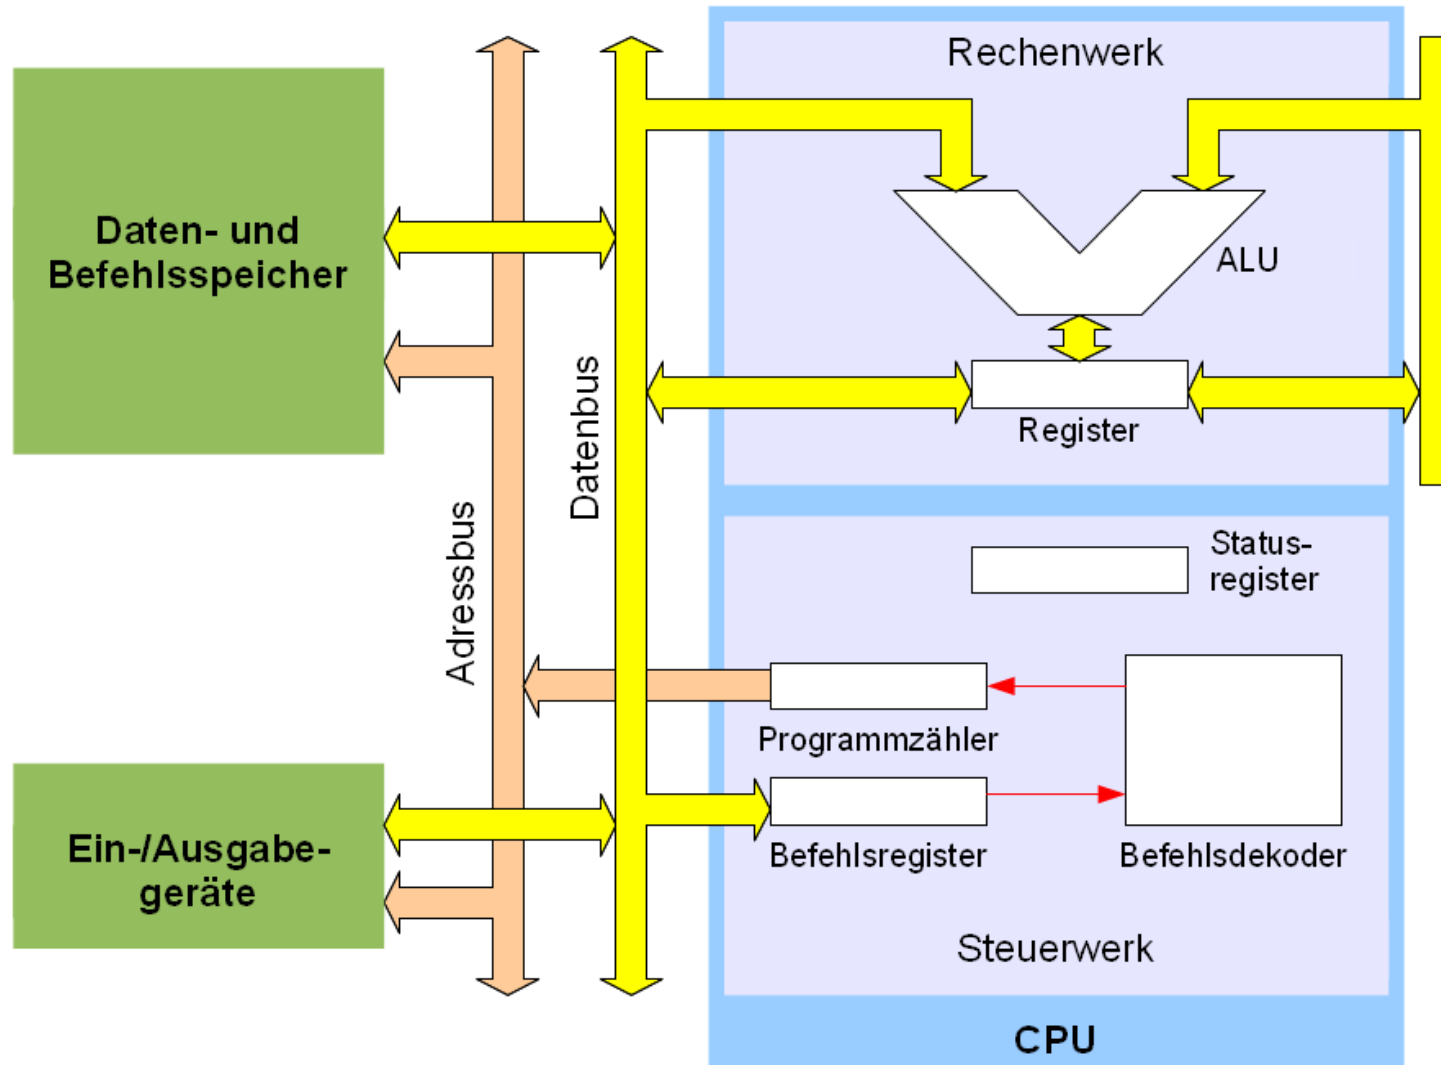 Rechenwerk
Daten- und
Befehlsspeicher
ALU
Datenbus
Register
Adressbus
Status-
register
Programmzähler
Ein-/Ausgabe-
geräte
Befehlsregister
Befehlsdekoder
Steuerwerk
CPU